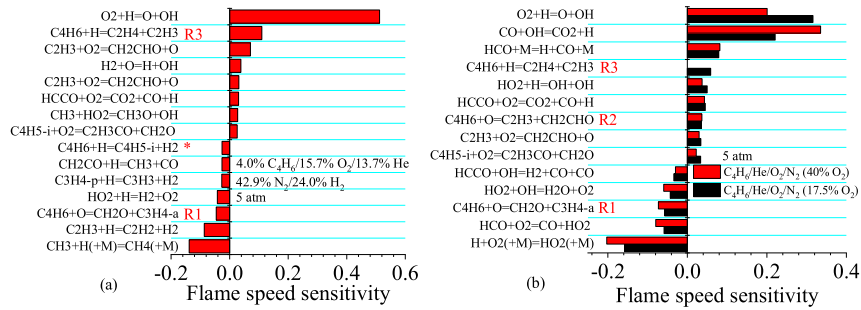 O2+H=O+OH
C4H6+H=C2H4+C2H3 R3
C2H3+O2=CH2CHO+O
H2+O=H+OH
C2H3+O2=CH2CHO+O
HCCO+O2=CO2+CO+H
CH3+HO2=CH3O+OH
C4H5-i+O2=C2H3CO+CH2O
C4H6+H=C4H5-i+H2 *
CH2CO+H=CH3+CO
C3H4-p+H=C3H3+H2
HO2+H=H2+O2
C4H6+O=CH2O+C3H4-a R1
C2H3+H=C2H2+H2
CH3+H(+M)=CH4(+M)
4.0% C₄H₆/15.7% O₂/13.7% He
42.9% N₂/24.0% H₂
5 atm
-0.2 0.0 0.2 0.4 0.6
(a) Flame speed sensitivity
O2+H=O+OH
CO+OH=CO2+H
HCO+M=H+CO+M
C4H6+H=C2H4+C2H3 R3
HO2+H=OH+OH
HCCO+O2=CO2+CO+H
C4H6+O=C2H3+CH2CHO R2
C2H3+O2=CH2CHO+O
C4H5-i+O2=C2H3CO+CH2O
HCCO+OH=H2+CO+CO
HO2+OH=H2O+O2
C4H6+O=CH2O+C3H4-a R1
HCO+O2=CO+HO2
H+O2(+M)=HO2(+M)
5 atm
C₄H₆/He/O₂/N₂ (40% O₂)
C₄H₆/He/O₂/N₂ (17.5% O₂)
-0.2 0.0 0.2 0.4
(b) Flame speed sensitivity